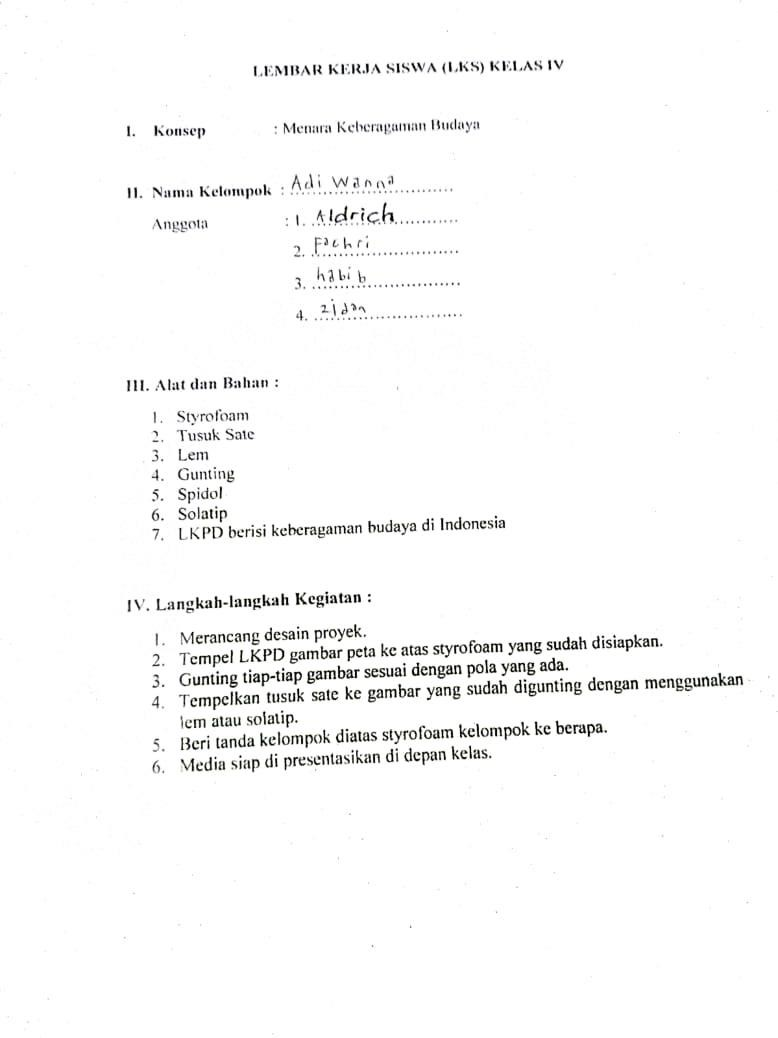 LEMBAR KERJA SISWA (LKS) KELAS IV
I. Konsep : Menara Keberagaman Budaya
II. Nama Kelompok : Adi Wanna
Anggota : 1. Aldrich
2. Fachri
3. habib
4. zidan
III. Alat dan Bahan :
1. Styrofoam
2. Tusuk Sate
3. Lem
4. Gunting
5. Spidol
6. Solatip
7. LKPD berisi keberagaman budaya di Indonesia
IV. Langkah-langkah Kegiatan :
1. Merancang desain proyek.
2. Tempel LKPD gambar peta ke atas styrofoam yang sudah disiapkan.
3. Gunting tiap-tiap gambar sesuai dengan pola yang ada.
4. Tempelkan tusuk sate ke gambar yang sudah digunting dengan menggunakan
lem atau solatip.
5. Beri tanda kelompok diatas styrofoam kelompok ke berapa.
6. Media siap di presentasikan di depan kelas.